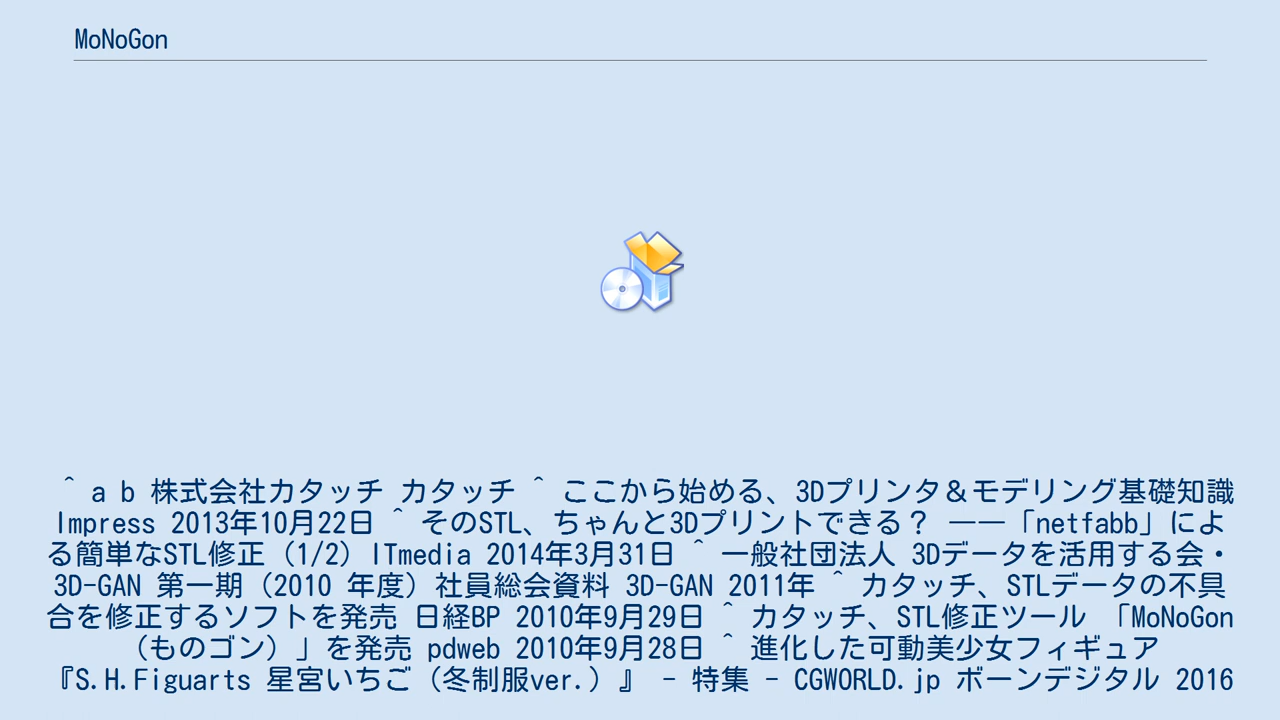 MoNoGon
^ a b 株式会社カタッチ カタッチ ^ ここから始める、3Dプリンタ＆モデリング基礎知識
Impress 2013年10月22日 ^ そのSTL、ちゃんと3Dプリントできる？ ――「netfabb」によ
る簡単なSTL修正（1/2）ITmedia 2014年3月31日 ^ 一般社団法人 3Dデータを活用する会・
3D-GAN 第一期（2010 年度）社員総会資料 3D-GAN 2011年 ^ カタッチ、STLデータの不具
合を修正するソフトを発売 日経BP 2010年9月29日 ^ カタッチ、STL修正ツール 「MoNoGon
（ものゴン）」を発売 pdweb 2010年9月28日 ^ 進化した可動美少女フィギュア
『S.H.Figuarts 星宮いちご（冬制服ver.）』 - 特集 - CGWORLD.jp ボーンデジタル 2016